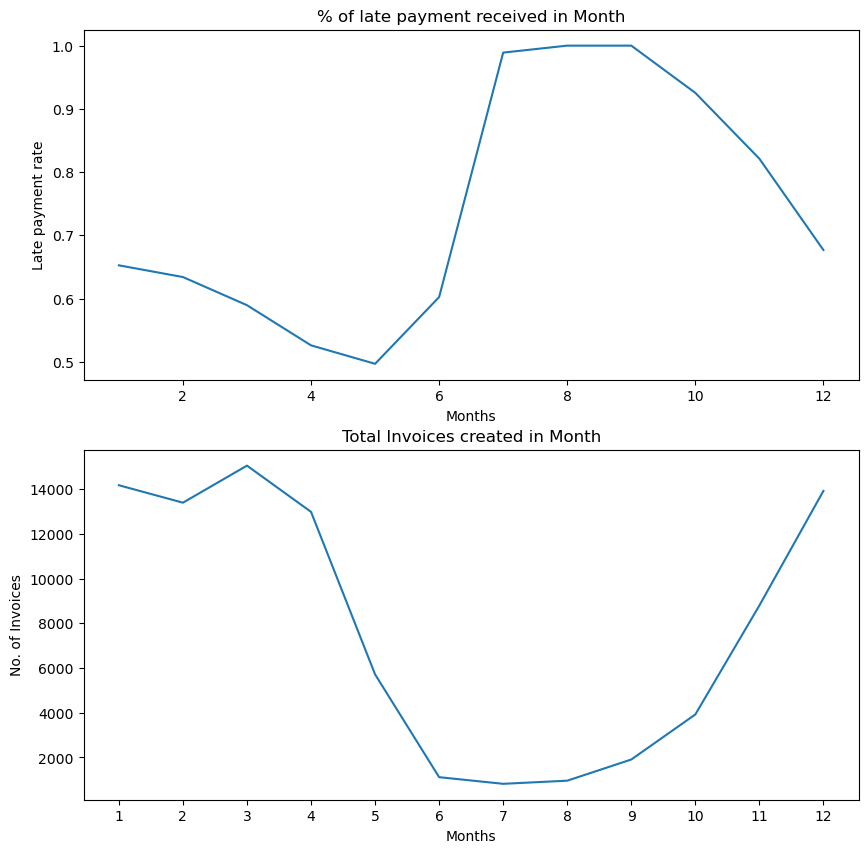 % of late payment received in Month
1.0
0.9
0.8
0.7
0.6
0.5
Late payment rate
2 4 6 8 10 12
Months
Total Invoices created in Month
14000
12000
10000
8000
6000
4000
2000
No. of Invoices
1 2 3 4 5 6 7 8 9 10 11 12
Months